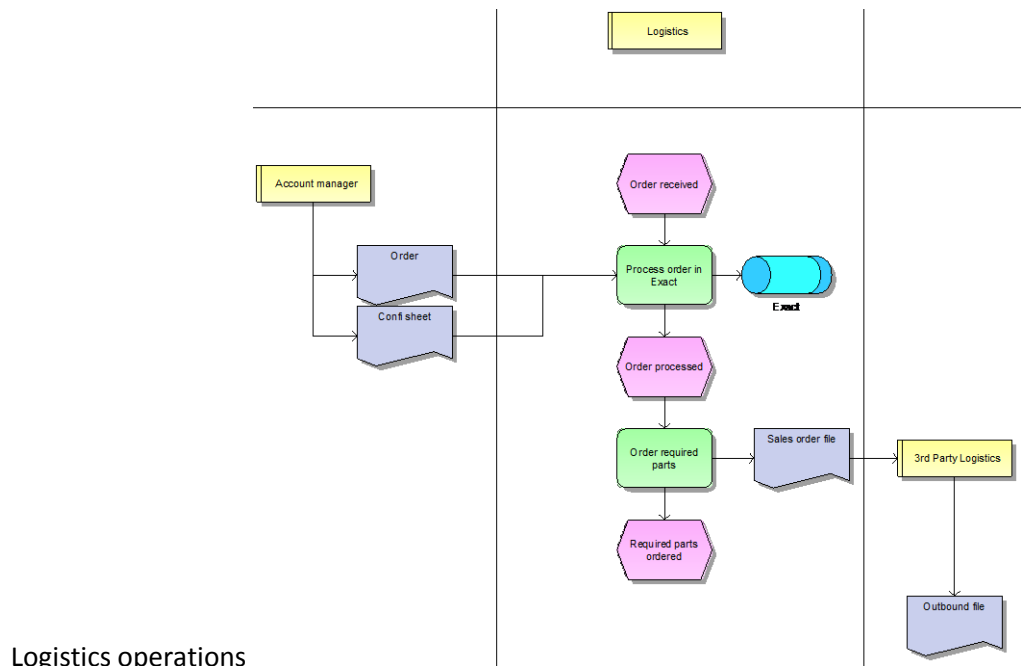 Logistics
Account manager
Order received
Order
Process order in
Exact
Exact
Confi sheet
Order processed
Order required
parts
Sales order file
3rd Party Logistics
Required parts
ordered
Outbound file
Logistics operations